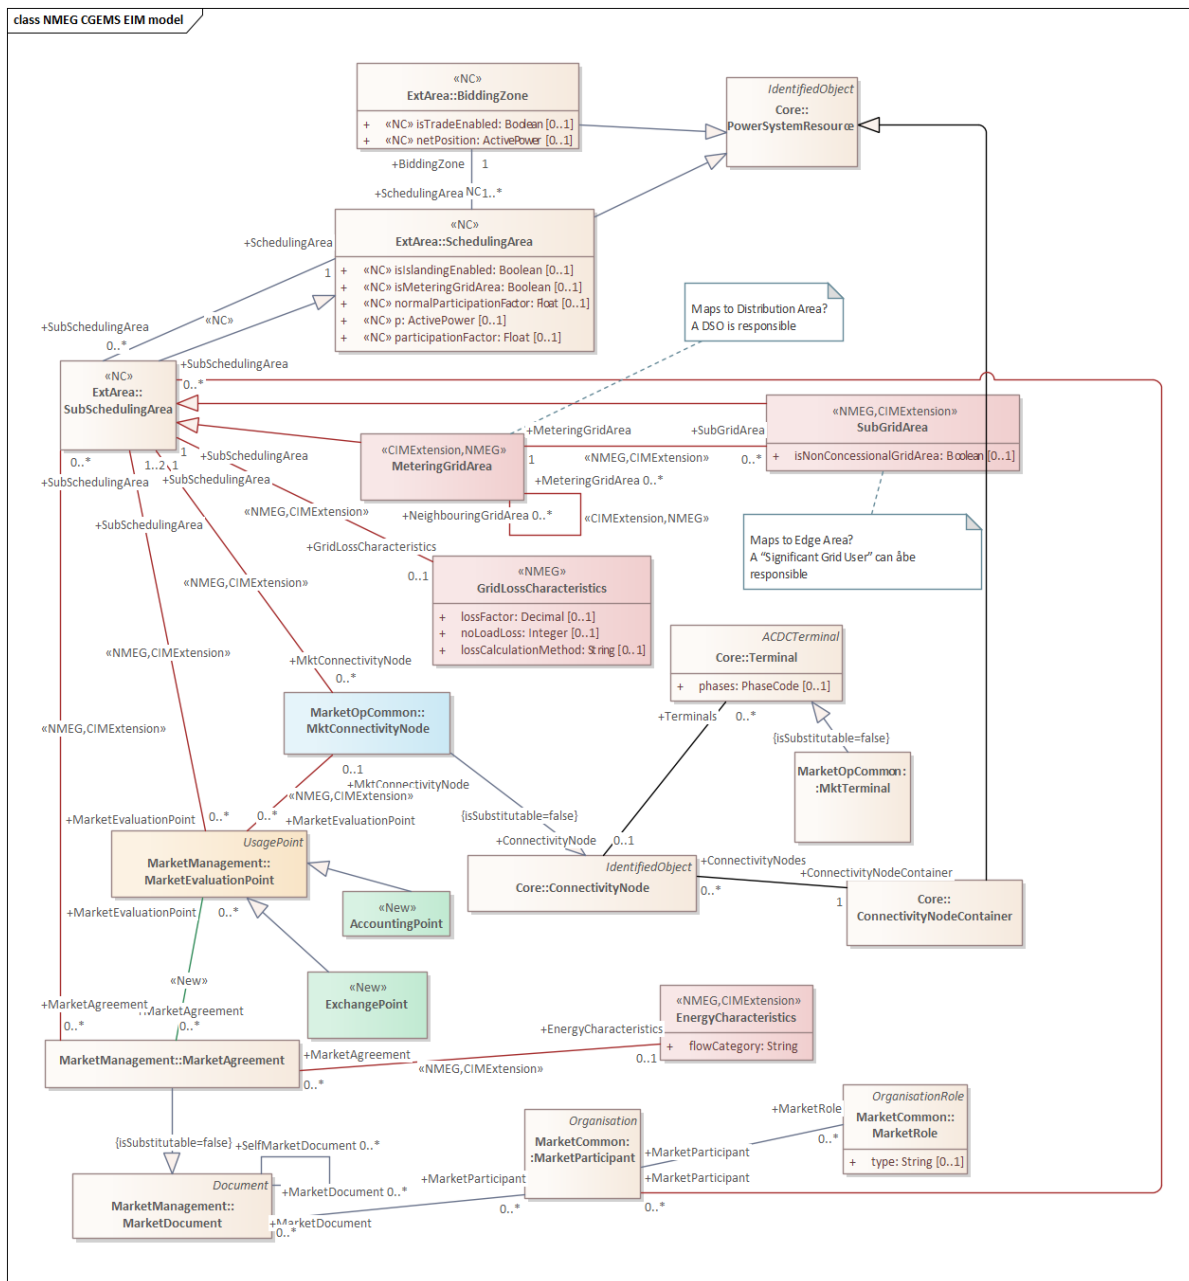 class NMEG CGEMS EIM model
«NC»
ExtArea::BiddingZone
+ «NC» isTradeEnabled: Boolean [0..1]
+ «NC» netPosition: ActivePower [0..1]
IdentifiedObject
Core::
PowerSystemResource
+BiddingZone 1
+SchedulingArea NC 1..*
«NC»
ExtArea::SchedulingArea
+ «NC» isIslandingEnabled: Boolean [0..1]
+ «NC» isMeteringGridArea: Boolean [0..1]
+ «NC» normalParticipationFactor: Float [0..1]
+ «NC» p: ActivePower [0..1]
+ «NC» participationFactor: Float [0..1]
+SchedulingArea
1
«NC»
+SubSchedulingArea
0..*
Maps to Distribution Area?
A DSO is responsible
«NC»
ExtArea::
SubSchedulingArea
+SubSchedulingArea
0..*
«NMEG,CIMExtension»
SubGridArea
+ isNonConcessionalGridArea: Boolean [0..1]
«CIMExtension,NMEG»
MeteringGridArea
+MeteringGridArea
1
+SubGridArea
0..*
«NMEG,CIMExtension»
+MeteringGridArea 0..*
+NeighbouringGridArea 0..*
«CIMExtension,NMEG»
0..*
+SubSchedulingArea
1..2
+SubSchedulingArea
1
+SubSchedulingArea
+SubSchedulingArea
«NMEG,CIMExtension»
+GridLossCharacteristics
0..1
Maps to Edge Area?
A “Significant Grid User” can åbe
responsible
«NMEG»
GridLossCharacteristics
+ lossFactor: Decimal [0..1]
+ noLoadLoss: Integer [0..1]
+ lossCalculationMethod: String [0..1]
«NMEG,CIMExtension»
«NMEG,CIMExtension»
«NMEG,CIMExtension»
+MktConnectivityNode
0..*
ACDCTerminal
Core::Terminal
+ phases: PhaseCode [0..1]
+Terminals 0..*
{isSubstitutable=false}
MarketOpCommon::
MktConnectivityNode
MarketOpCommon:
:MktTerminal
0..1
+MktConnectivityNode
«NMEG,CIMExtension»
{isSubstitutable=false}
+MarketEvaluationPoint 0..*
0..*
+MarketEvaluationPoint
+ConnectivityNode 0..1
UsagePoint
MarketManagement::
MarketEvaluationPoint
IdentifiedObject
Core::ConnectivityNode
+ConnectivityNodes
0..*
+ConnectivityNodeContainer
1
Core::
ConnectivityNodeContainer
«New»
AccountingPoint
+MarketEvaluationPoint 0..*
«New»
«New»
ExchangePoint
+MarketAgreement
0..*
+MarketAgreement
0..*
MarketManagement::MarketAgreement
+MarketAgreement
0..*
«NMEG,CIMExtension»
+EnergyCharacteristics
0..1
«NMEG,CIMExtension»
EnergyCharacteristics
+ flowCategory: String
{isSubstitutable=false}
+SelfMarketDocument 0..*
+MarketDocument 0..*
Document
MarketManagement::
MarketDocument
+MarketDocument
0..*
+MarketParticipant
0..*
Organisation
MarketCommon:
:MarketParticipant
+MarketParticipant
+MarketParticipant
0..*
+MarketRole
0..*
OrganisationRole
MarketCommon::
MarketRole
+ type: String [0..1]